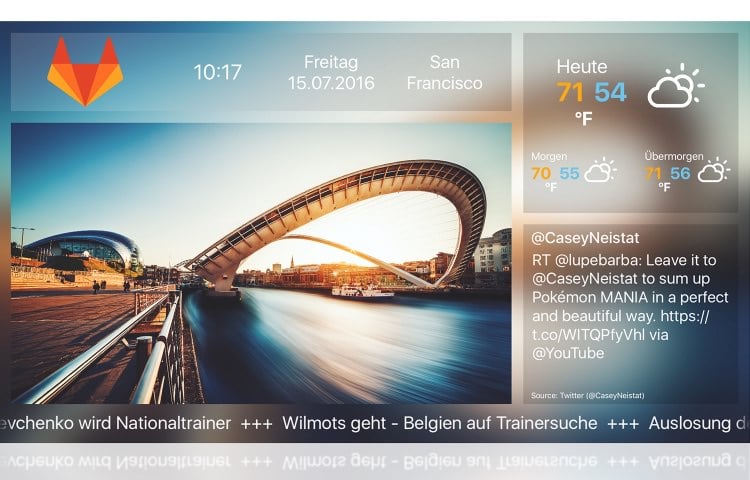 10:17
Freitag
15.07.2016
San
Francisco
Heute
71 54
°F
Morgen
70 55
°F
Übermorgen
71 56
°F
@CaseyNeistat
RT @lupebarba: Leave it to
@CaseyNeistat to sum up
Pokémon MANIA in a perfect
and beautiful way. https://
t.co/WITQPfyVhl via
@YouTube
Source: Twitter (@CaseyNeistat)
evchenko wird Nationaltrainer +++ Wilmots geht - Belgien auf Trainersuche +++ Auslosung d